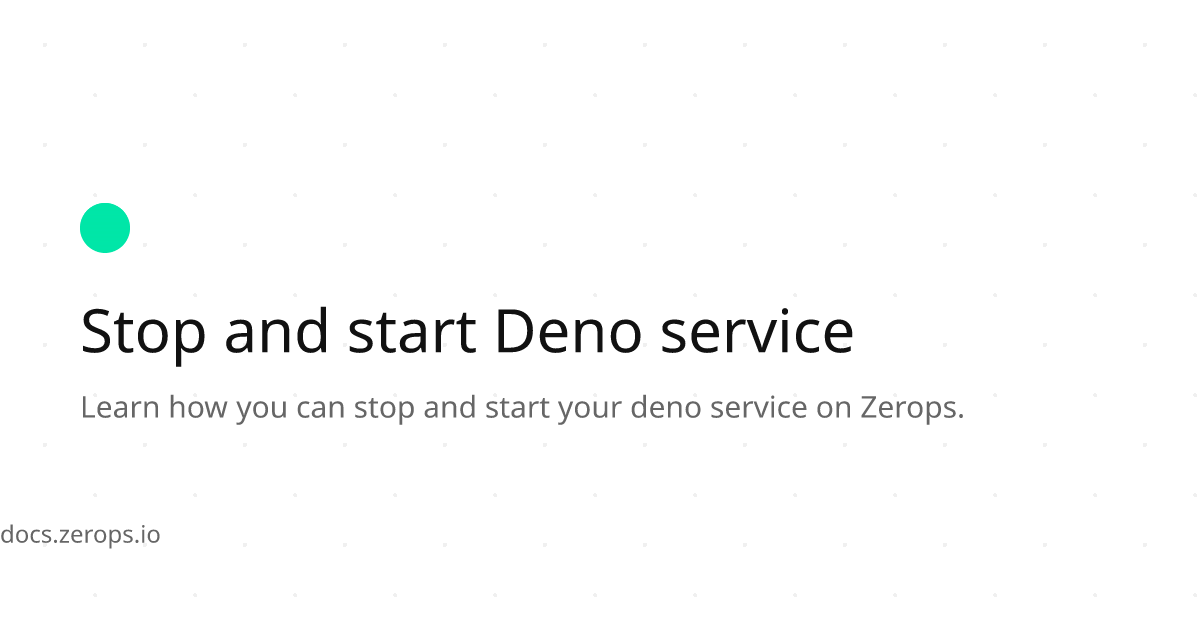 Stop and start Deno service
Learn how you can stop and start your deno service on Zerops.
docs.zerops.io